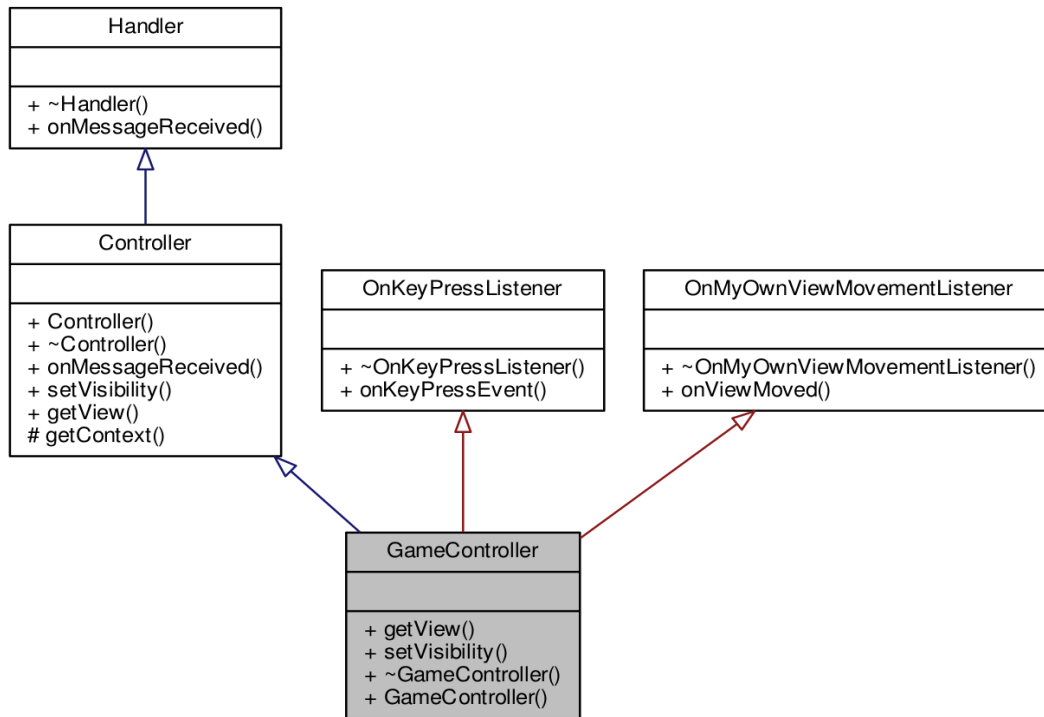 Handler
+ ~Handler()
+ onMessageReceived()
Controller
+ Controller()
+ ~Controller()
+ onMessageReceived()
+ setVisibility()
+ getView()
# getContext()
OnKeyPressListener
+ ~OnKeyPressListener()
+ onKeyPressEvent()
OnMyOwnViewMovementListener
+ ~OnMyOwnViewMovementListener()
+ onViewMoved()
GameController
+ getView()
+ setVisibility()
+ ~GameController()
+ GameController()